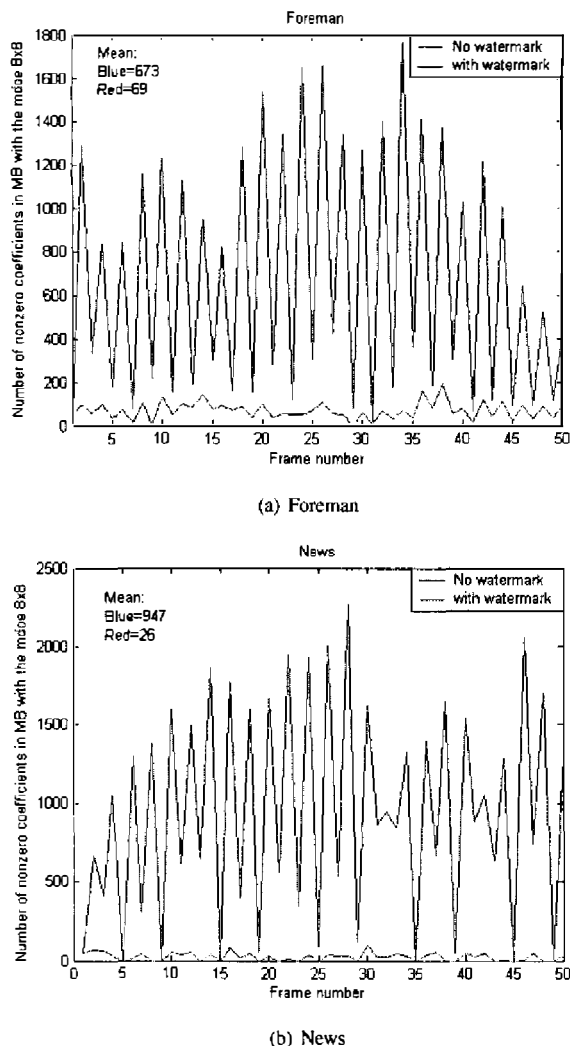 Foreman
Number of nonzero coefficients in MB with the mdoe 8x8
1800
1600
1400
1200
1000
800
600
400
200
0
Mean:
Blue=673
Red=69
No watermark
with watermark
5 10 15 20 25 30 35 40 45 50
Frame number
(a) Foreman
News
Number of nonzero coefficients in MB with the mdoe 8x8
2500
2000
1500
1000
500
0
Mean:
Blue=947
Red=26
No watermark
with watermark
0 5 10 15 20 25 30 35 40 45 50
Frame number
(b) News